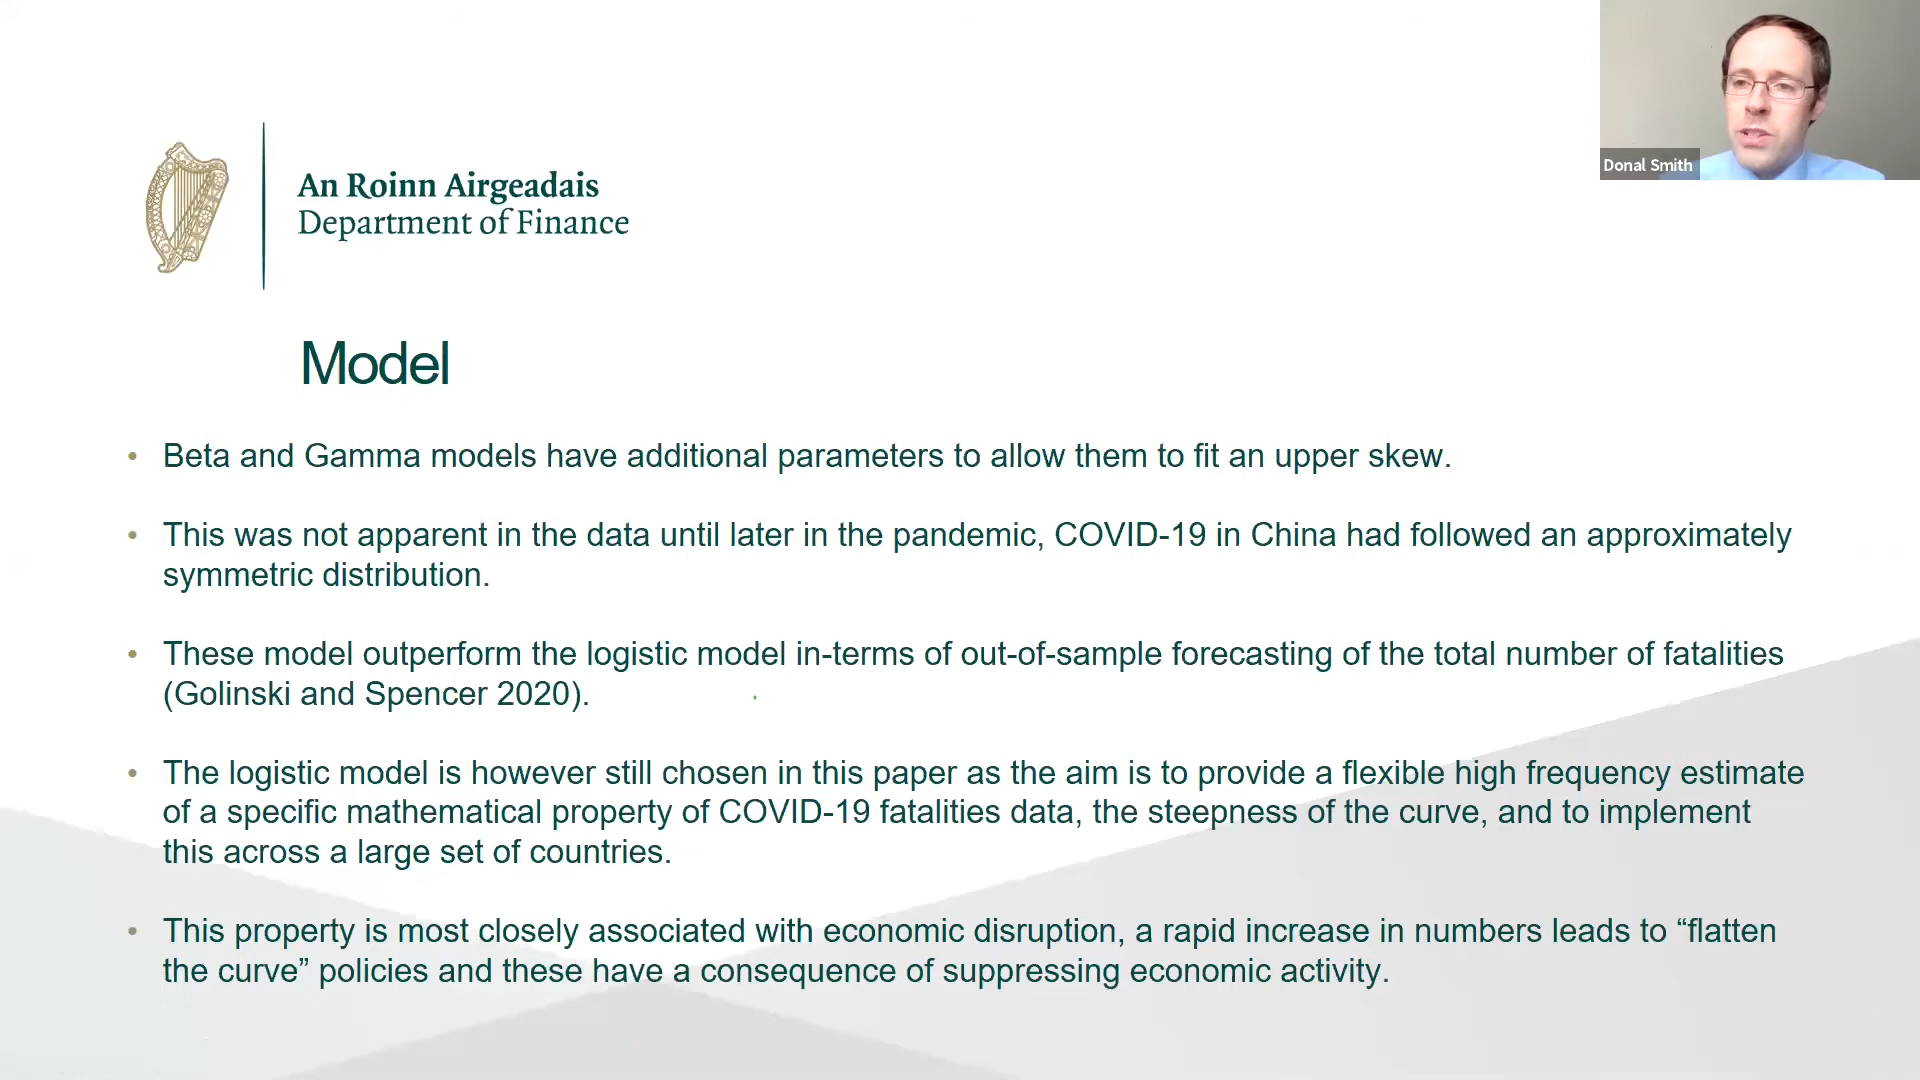 Donal Smith
An Roinn Airgeadais
Department of Finance
Model
• Beta and Gamma models have additional parameters to allow them to fit an upper skew.
• This was not apparent in the data until later in the pandemic, COVID-19 in China had followed an approximately
symmetric distribution.
• These model outperform the logistic model in-terms of out-of-sample forecasting of the total number of fatalities
(Golinski and Spencer 2020).
• The logistic model is however still chosen in this paper as the aim is to provide a flexible high frequency estimate
of a specific mathematical property of COVID-19 fatalities data, the steepness of the curve, and to implement
this across a large set of countries.
• This property is most closely associated with economic disruption, a rapid increase in numbers leads to “flatten
the curve” policies and these have a consequence of suppressing economic activity.